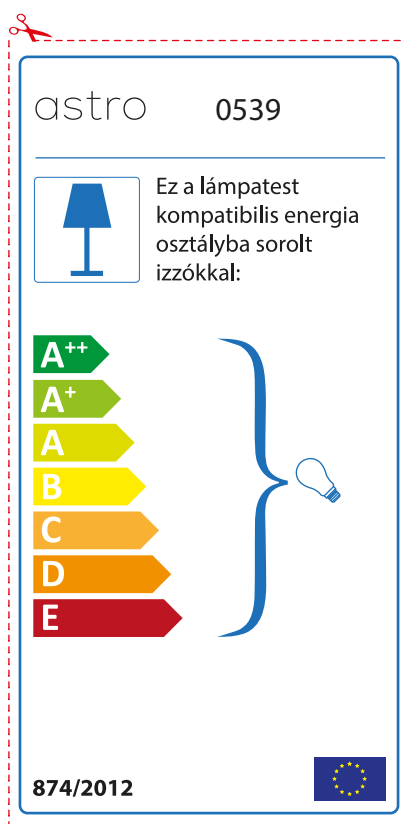 astro 0539
Ez a lámpatest
kompatibilis energia
osztályba sorolt
izzókkal:
A++
A+
A
B
C
D
E
874/2012